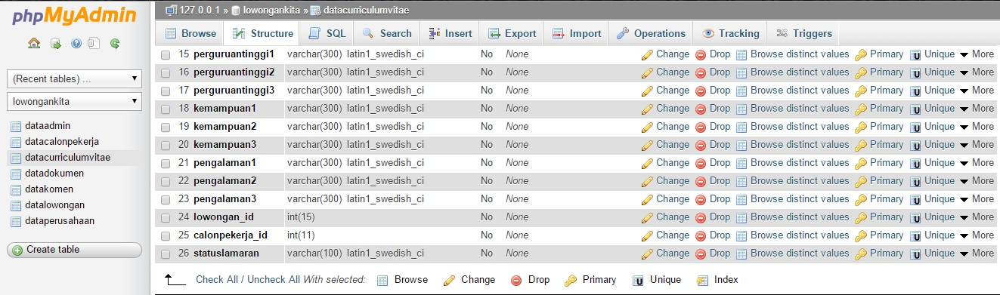 phpMyAdmin
(Recent tables) ...
lowongankita
dataadmin
datacalonpekerja
datacurriculumvitae
datadokumen
datakomen
datalowongan
dataperusahaan
Create table
127.0.0.1 » lowongankita » datacurriculumvitae
Browse Structure SQL Search Insert Export Import Operations Tracking Triggers
15 perguruantinggi1 varchar(300) latin1_swedish_ci No None Change Drop Browse distinct values Primary Unique More
16 perguruantinggi2 varchar(300) latin1_swedish_ci No None Change Drop Browse distinct values Primary Unique More
17 perguruantinggi3 varchar(300) latin1_swedish_ci No None Change Drop Browse distinct values Primary Unique More
18 kemampuan1 varchar(300) latin1_swedish_ci No None Change Drop Browse distinct values Primary Unique More
19 kemampuan2 varchar(300) latin1_swedish_ci No None Change Drop Browse distinct values Primary Unique More
20 kemampuan3 varchar(300) latin1_swedish_ci No None Change Drop Browse distinct values Primary Unique More
21 pengalaman1 varchar(300) latin1_swedish_ci No None Change Drop Browse distinct values Primary Unique More
22 pengalaman2 varchar(300) latin1_swedish_ci No None Change Drop Browse distinct values Primary Unique More
23 pengalaman3 varchar(300) latin1_swedish_ci No None Change Drop Browse distinct values Primary Unique More
24 lowongan_id int(15) No None Change Drop Browse distinct values Primary Unique More
25 calonpekerja_id int(11) No None Change Drop Browse distinct values Primary Unique More
26 statuslamaran varchar(100) latin1_swedish_ci No None Change Drop Browse distinct values Primary Unique More
Check All / Uncheck All With selected: Browse Change Drop Primary Unique Index